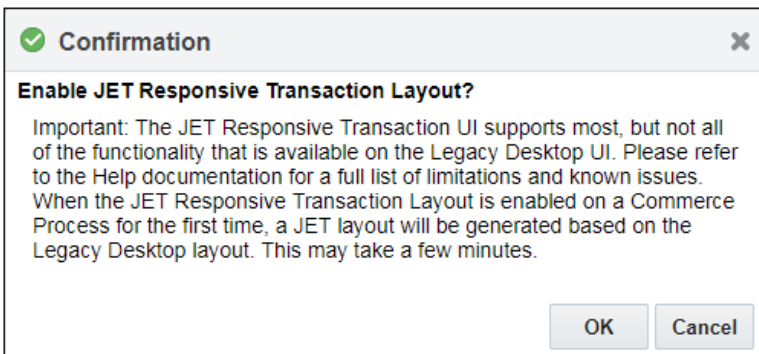 Confirmation
Enable JET Responsive Transaction Layout?
Important: The JET Responsive Transaction UI supports most, but not all
of the functionality that is available on the Legacy Desktop UI. Please refer
to the Help documentation for a full list of limitations and known issues.
When the JET Responsive Transaction Layout is enabled on a Commerce
Process for the first time, a JET layout will be generated based on the
Legacy Desktop layout. This may take a few minutes.
OK Cancel